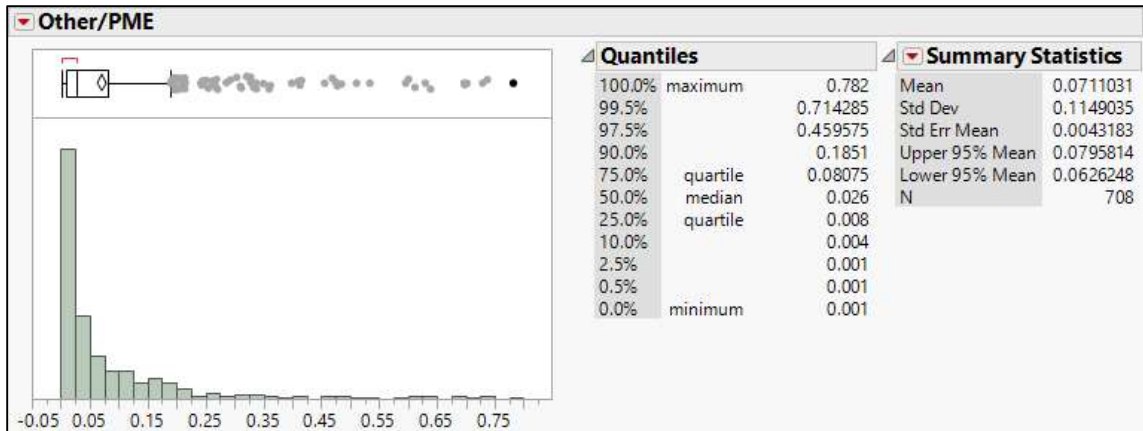 Other/PME
Quantiles
100.0% maximum 0.782
99.5% 0.714285
97.5% 0.459575
90.0% 0.1851
75.0% quartile 0.08075
50.0% median 0.026
25.0% quartile 0.008
10.0% 0.004
2.5% 0.001
0.5% 0.001
0.0% minimum 0.001
Summary Statistics
Mean 0.0711031
Std Dev 0.1149035
Std Err Mean 0.0043183
Upper 95% Mean 0.0795814
Lower 95% Mean 0.0626248
N 708
-0.05 0.05 0.15 0.25 0.35 0.45 0.55 0.65 0.75